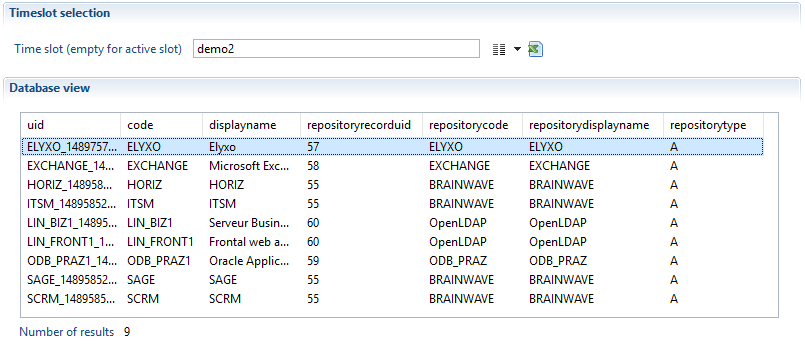 Timeslot selection
Time slot (empty for active slot) demo2
Database view
uid code displayname repositoryrecorduid repositorycode repositorydisplayname repositorytype
ELYXO_1489757... ELYXO Elyxo 57 ELYXO ELYXO A
EXCHANGE_14... EXCHANGE Microsoft Exc... 58 EXCHANGE EXCHANGE A
HORIZ_148958... HORIZ HORIZ 55 BRAINWAVE BRAINWAVE A
ITSM_14895852... ITSM ITSM 55 BRAINWAVE BRAINWAVE A
LIN_BIZ1_14895... LIN_BIZ1 Serveur Busin... 60 OpenLDAP OpenLDAP A
LIN_FRONT1_1... LIN_FRONT1 Frontal web a... 60 OpenLDAP OpenLDAP A
ODB_PRAZ1_14... ODB_PRAZ1 Oracle Applic... 59 ODB_PRAZ ODB_PRAZ A
SAGE_14895852... SAGE SAGE 55 BRAINWAVE BRAINWAVE A
SCRM_1489585... SCRM SCRM 55 BRAINWAVE BRAINWAVE A
Number of results 9